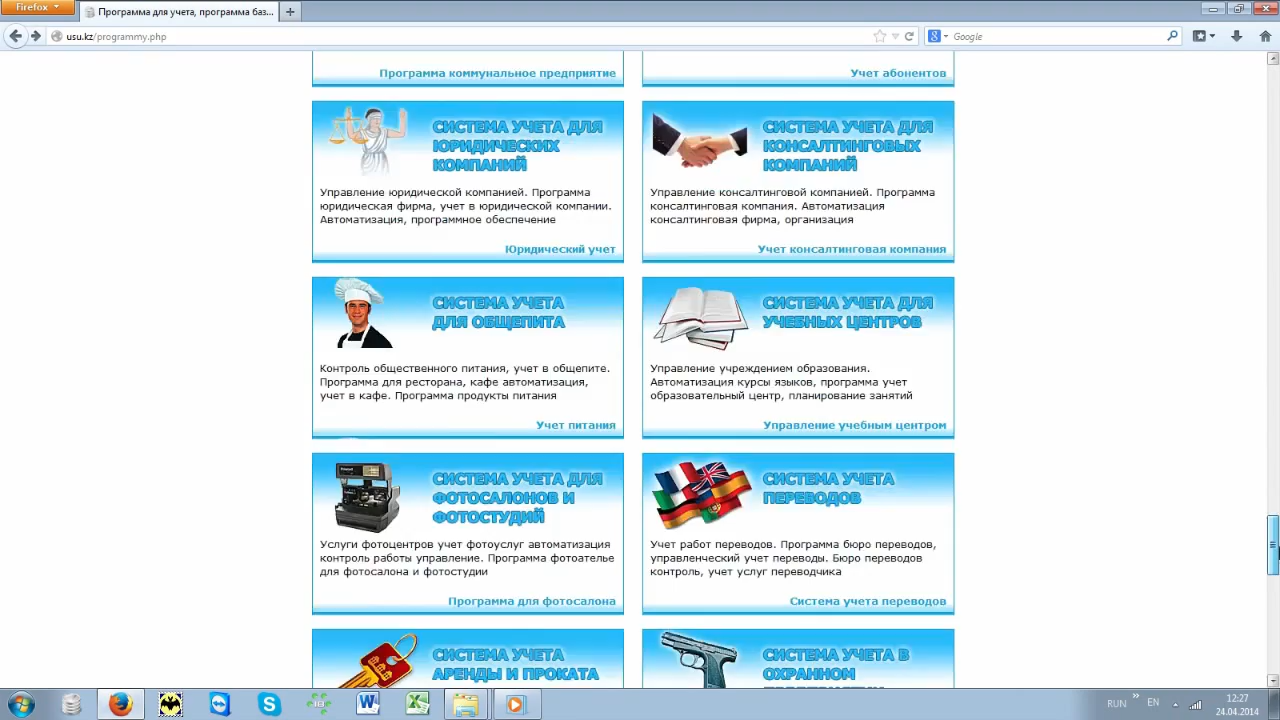 Firefox
Программа для учета, программа баз...
usu.kz/programmy.php
Google
Программа коммунальное предприятие
Учет абонентов
СИСТЕМА УЧЕТА ДЛЯ
ЮРИДИЧЕСКИХ
КОМПАНИЙ
Управление юридической компанией. Программа
юридическая фирма, учет в юридической компании.
Автоматизация, программное обеспечение
Юридический учет
СИСТЕМА УЧЕТА ДЛЯ
КОНСАЛТИНГОВЫХ
КОМПАНИЙ
Управление консалтинговой компанией. Программа
консалтинговая компания. Автоматизация
консалтинговая фирма, организация
Учет консалтинговая компания
СИСТЕМА УЧЕТА
ДЛЯ ОБЩЕПИТА
Контроль общественного питания, учет в общепите.
Программа для ресторана, кафе автоматизация,
учет в кафе. Программа продукты питания
Учет питания
СИСТЕМА УЧЕТА ДЛЯ
УЧЕБНЫХ ЦЕНТРОВ
Управление учреждением образования.
Автоматизация курсы языков, программа учет
образовательный центр, планирование занятий
Управление учебным центром
СИСТЕМА УЧЕТА ДЛЯ
ФОТОСАЛОНОВ И
ФОТОСТУДИЙ
Услуги фотоцентров учет фотоуслуг автоматизация
контроль работы управление. Программа фотоателье
для фотосалона и фотостудии
Программа для фотосалона
СИСТЕМА УЧЕТА
ПЕРЕВОДОВ
Учет работ переводов. Программа бюро переводов,
управленческий учет переводы. Бюро переводов
контроль, учет услуг переводчика
Система учета переводов
СИСТЕМА УЧЕТА
АРЕНДЫ И ПРОКАТА
СИСТЕМА УЧЕТА В
ОХРАННОМ
RUN
EN
12:27
24.04.2014